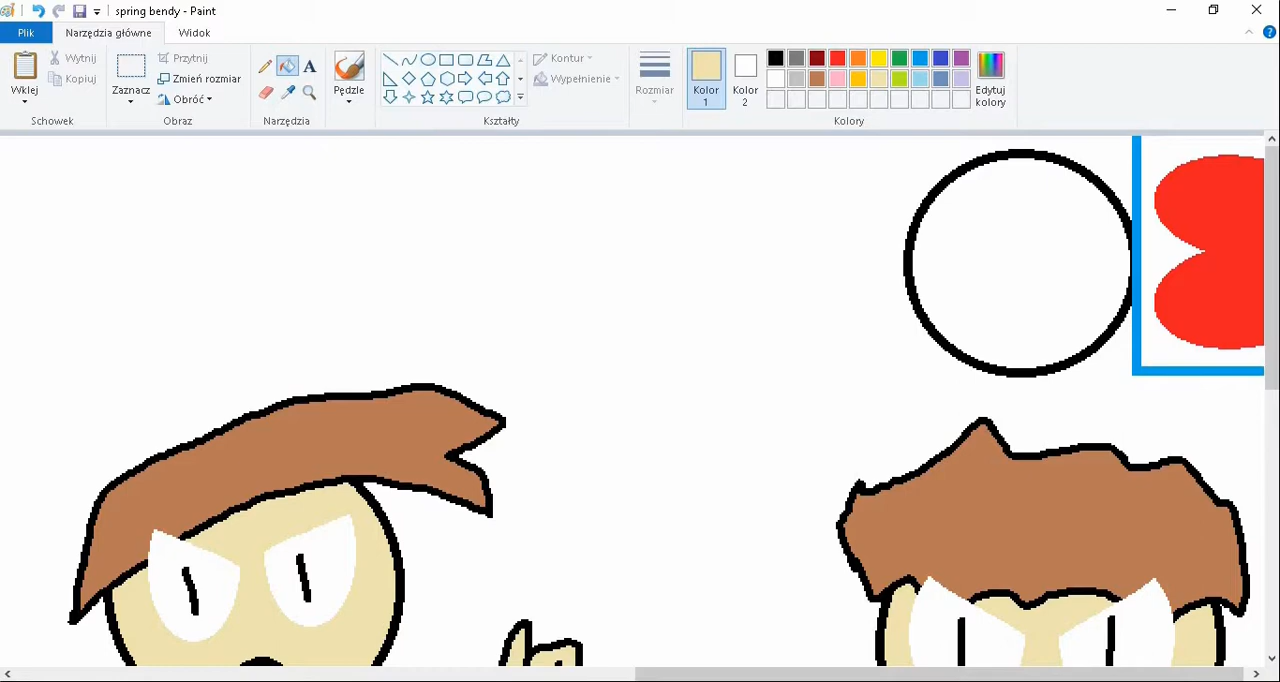 spring bendy - Paint
Plik
Narzędzia główne
Widok
Wklej
Wytnij
Kopiuj
Schowek
Zaznacz
Przytnij
Zmień rozmiar
Obróć
Obraz
A
Narzędzia
Pędzle
Kontur
Wypełnienie
Kształty
Rozmiar
Kolor
1
Kolor
2
Edytuj
kolory
Kolory